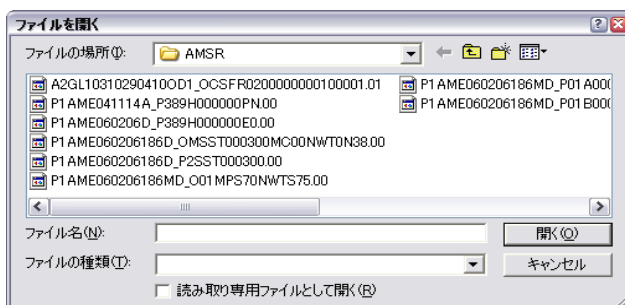 ファイルを開く
ファイルの場所(I):
AMSR
A2GL10310290410OD1_OCSFR0200000000100001.01
P1AME041114A_P389H000000PN.00
P1AME060206D_P389H000000E0.00
P1AME060206186D_OMSST000300MC00NWT0N38.00
P1AME060206186D_P2SST000300.00
P1AME060206186MD_O01MPS70NWTS75.00
P1AME060206186MD_P01A000
P1AME060206186MD_P01B000
ファイル名(N):
開く(O)
ファイルの種類(T):
キャンセル
読み取り専用ファイルとして開く(R)